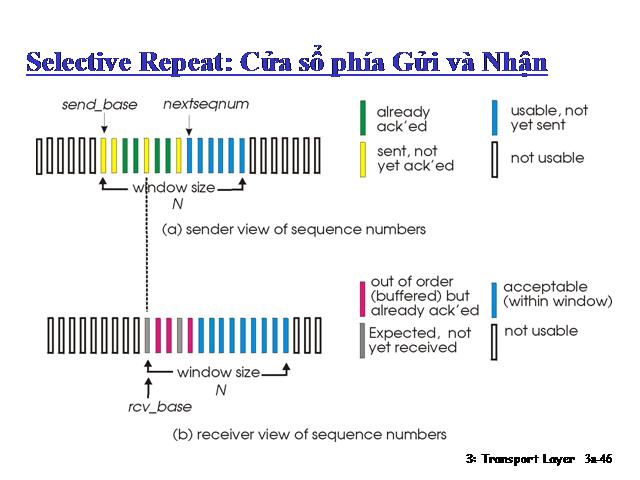 Selective Repeat: Cửa sổ phía Gửi và Nhận
send_base
nextseqnum
already
ack'ed
usable, not
yet sent
sent, not
yet ack'ed
not usable
window size
N
(a) sender view of sequence numbers
out of order
(buffered) but
already ack'ed
acceptable
(within window)
Expected, not
yet received
not usable
window size
N
rcv_base
(b) receiver view of sequence numbers
3: Transport Layer 3a-46